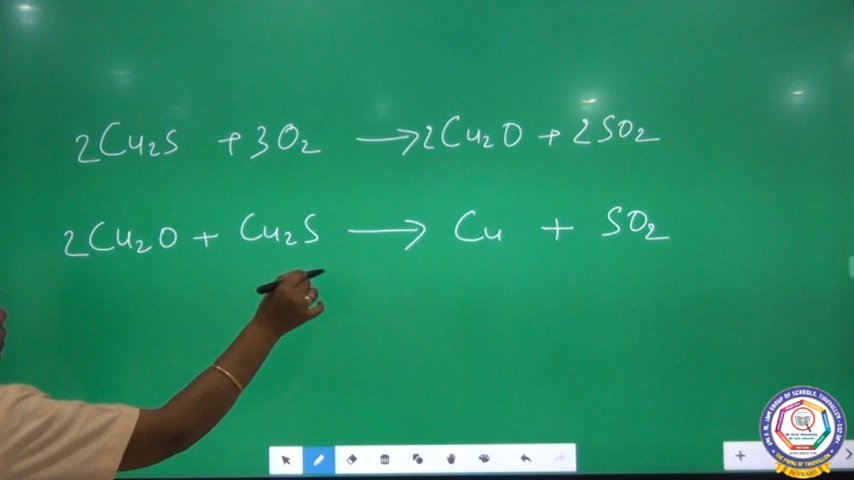 2Cu₂S + 3O₂ → 2Cu₂O + 2SO₂
2Cu₂O + Cu₂S → Cu + SO₂